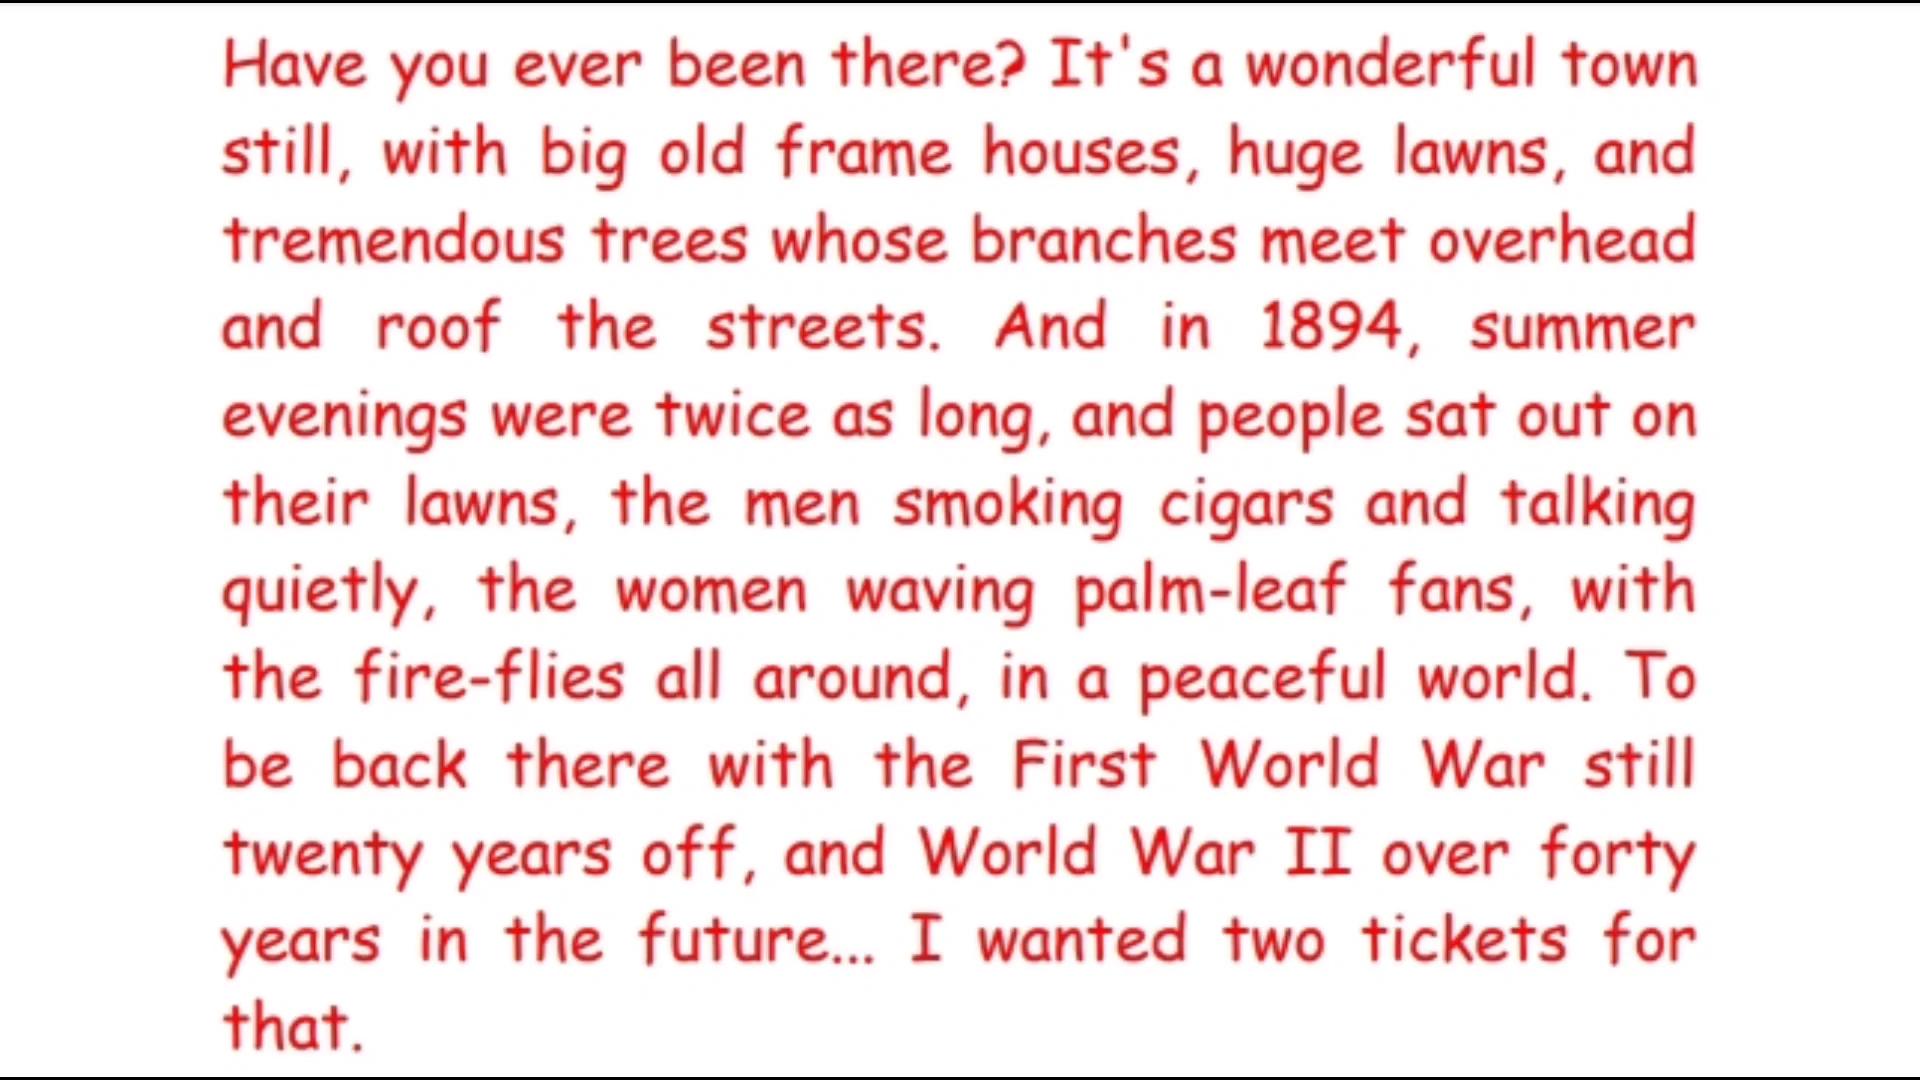 Have you ever been there? It's a wonderful town
still, with big old frame houses, huge lawns, and
tremendous trees whose branches meet overhead
and roof the streets. And in 1894, summer
evenings were twice as long, and people sat out on
their lawns, the men smoking cigars and talking
quietly, the women waving palm-leaf fans, with
the fire-flies all around, in a peaceful world. To
be back there with the First World War still
twenty years off, and World War II over forty
years in the future... I wanted two tickets for
that.